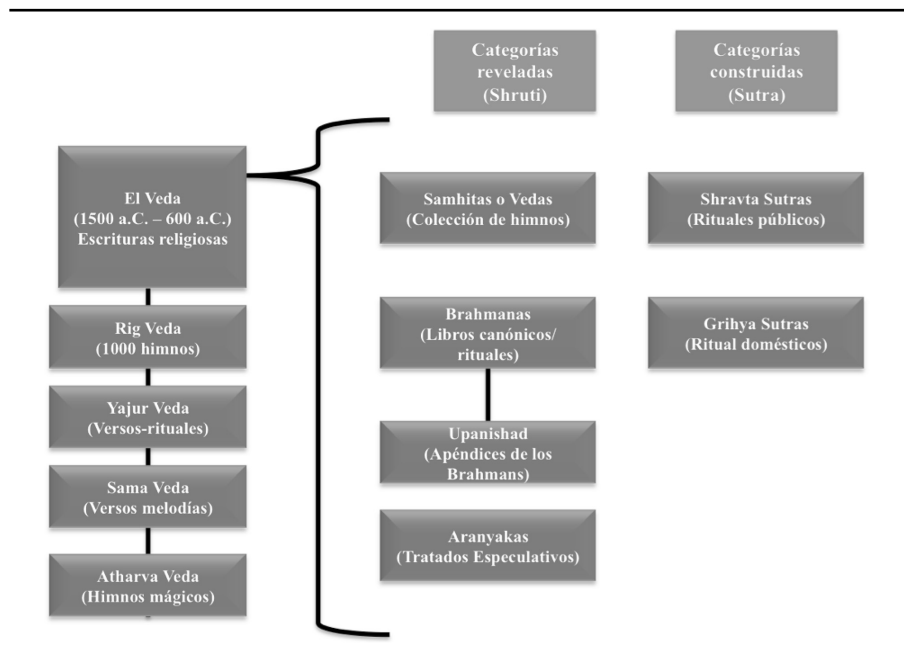 Categorías
reveladas
(Shruti)
Categorías
construidas
(Sutra)
El Veda
(1500 a.C. – 600 a.C.)
Escrituras religiosas
Samhitas o Vedas
(Colección de himnos)
Shravta Sutras
(Rituales públicos)
Rig Veda
(1000 himnos)
Brahmanas
(Libros canónicos/
rituales)
Grihya Sutras
(Ritual domésticos)
Yajur Veda
(Versos-rituales)
Upanishad
(Apéndices de los
Brahmans)
Sama Veda
(Versos melodías)
Aranyakas
(Tratados Especulativos)
Atharva Veda
(Himnos mágicos)